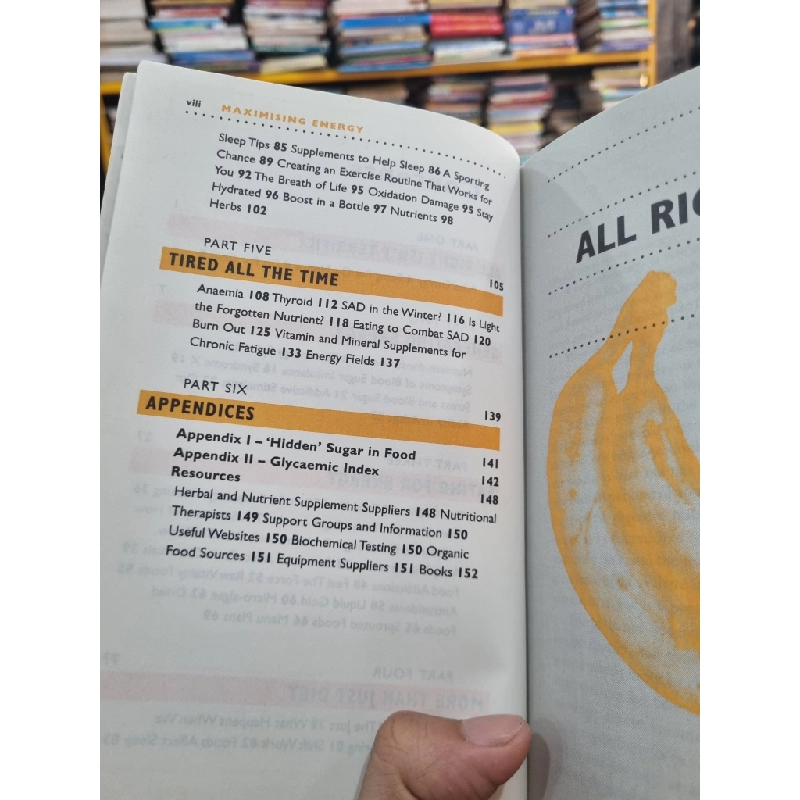 viii MAXIMISING ENERGY
Sleep Tips 85 Supplements to Help Sleep 86 A Sporting
Chance 89 Creating an Exercise Routine That Works for
You 92 The Breath of Life 95 Oxidation Damage 95 Stay
Hydrated 96 Boost in a Bottle 97 Nutrients 98
Herbs 102
PART FIVE
TIRED ALL THE TIME 105
Anaemia 108 Thyroid 112 SAD in the Winter? 116 Is Light
the Forgotten Nutrient? 118 Eating to Combat SAD 120
Burn Out 125 Vitamin and Mineral Supplements for
Chronic Fatigue 133 Energy Fields 137
PART SIX
APPENDICES 139
Appendix I – 'Hidden' Sugar in Food 141
Appendix II – Glycaemic Index 142
Resources 148
Herbal and Nutrient Supplement Suppliers 148 Nutritional
Therapists 149 Support Groups and Information 150
Useful Websites 150 Biochemical Testing 150 Organic
Food Sources 151 Equipment Suppliers 151 Books 152
ALL